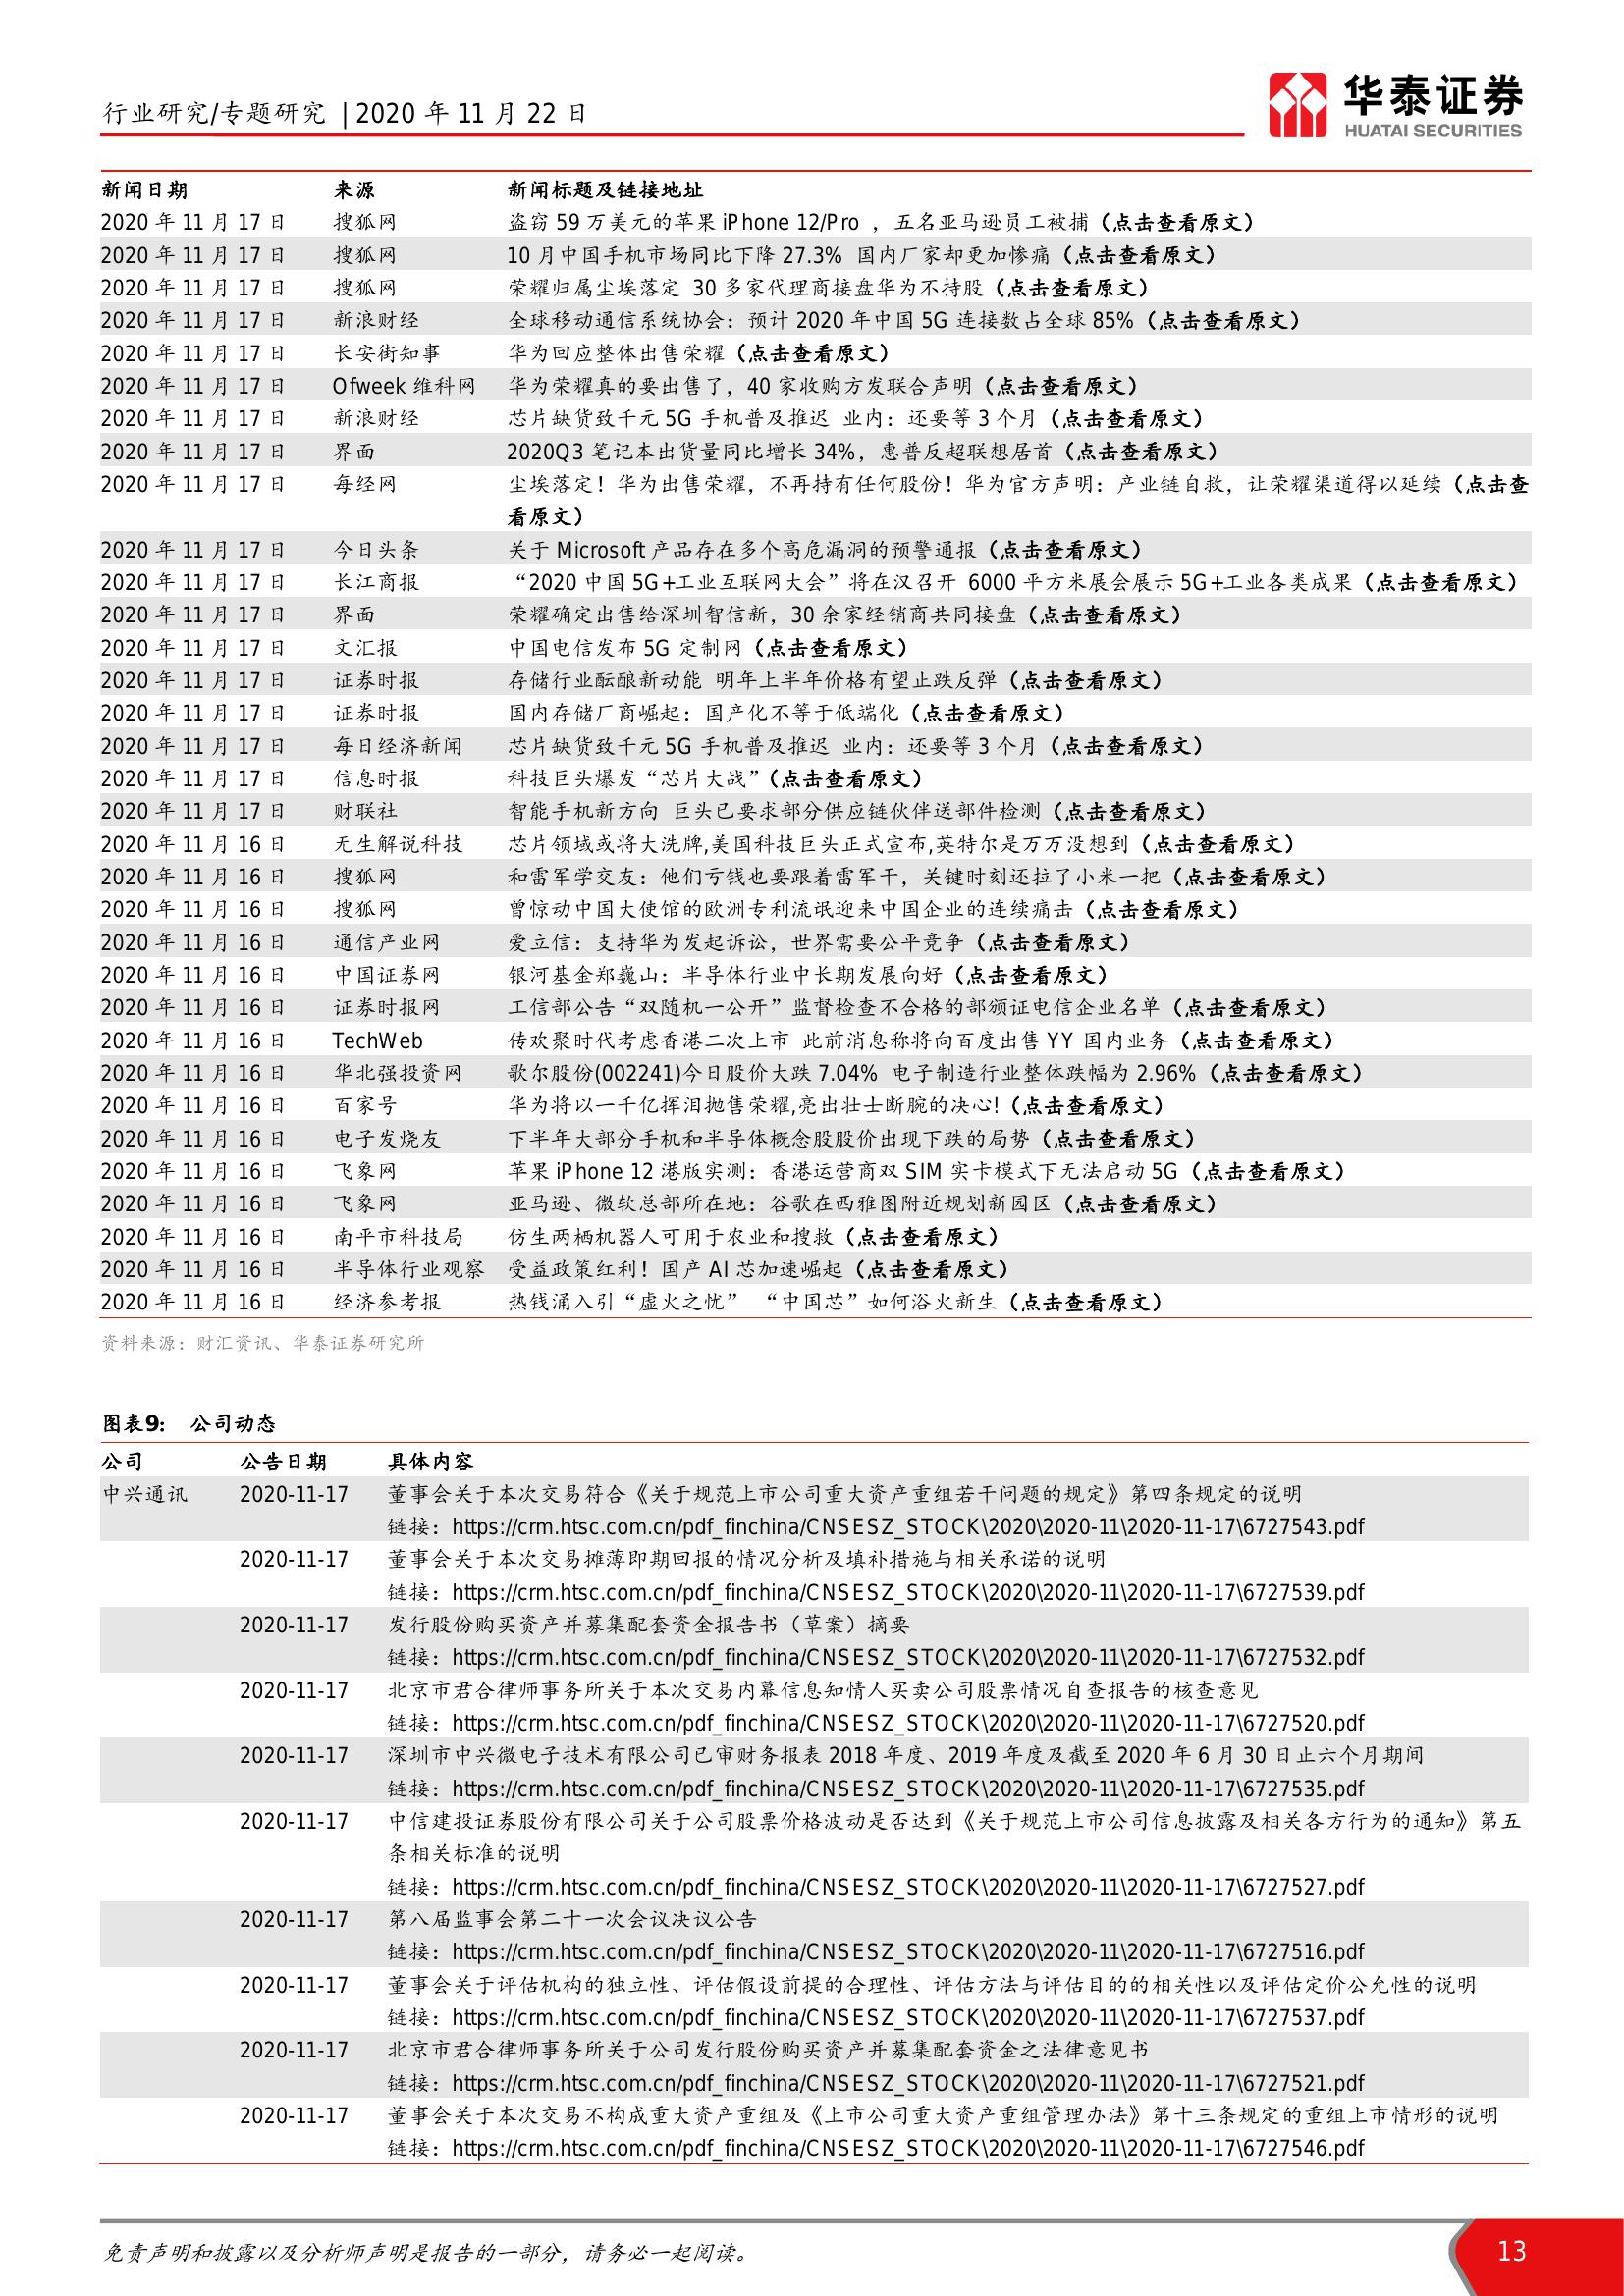 行业研究/专题研究 | 2020 年 11 月 22 日
华泰证券
HUATAI SECURITIES
新闻日期 来源 新闻标题及链接地址
2020 年 11 月 17 日 搜狐网 盗窃 59 万美元的苹果 iPhone 12/Pro ，五名亚马逊员工被捕（点击查看原文）
2020 年 11 月 17 日 搜狐网 10 月中国手机市场同比下降 27.3% 国内厂家却更加惨痛（点击查看原文）
2020 年 11 月 17 日 搜狐网 荣耀归属尘埃落定 30 多家代理商接盘华为不持股（点击查看原文）
2020 年 11 月 17 日 新浪财经 全球移动通信系统协会：预计 2020 年中国 5G 连接数占全球 85%（点击查看原文）
2020 年 11 月 17 日 长安街知事 华为回应整体出售荣耀（点击查看原文）
2020 年 11 月 17 日 Ofweek 维科网 华为荣耀真的要出售了，40 家收购方发联合声明（点击查看原文）
2020 年 11 月 17 日 新浪财经 芯片缺货致千元 5G 手机普及推迟 业内：还要等 3 个月（点击查看原文）
2020 年 11 月 17 日 界面 2020Q3 笔记本出货量同比增长 34%，惠普反超联想居首（点击查看原文）
2020 年 11 月 17 日 每经网 尘埃落定！华为出售荣耀，不再持有任何股份！华为官方声明：产业链自救，让荣耀渠道得以延续（点击查
看原文）
2020 年 11 月 17 日 今日头条 关于 Microsoft 产品存在多个高危漏洞的预警通报（点击查看原文）
2020 年 11 月 17 日 长江商报 “2020 中国 5G+工业互联网大会”将在汉召开 6000 平方米展会展示 5G+工业各类成果（点击查看原文）
2020 年 11 月 17 日 界面 荣耀确定出售给深圳智信新，30 余家经销商共同接盘（点击查看原文）
2020 年 11 月 17 日 文汇报 中国电信发布 5G 定制网（点击查看原文）
2020 年 11 月 17 日 证券时报 存储行业酝酿新动能 明年上半年价格有望止跌反弹（点击查看原文）
2020 年 11 月 17 日 证券时报 国内存储厂商崛起：国产化不等于低端化（点击查看原文）
2020 年 11 月 17 日 每日经济新闻 芯片缺货致千元 5G 手机普及推迟 业内：还要等 3 个月（点击查看原文）
2020 年 11 月 17 日 信息时报 科技巨头爆发“芯片大战”（点击查看原文）
2020 年 11 月 17 日 财联社 智能手机新方向 巨头已要求部分供应链伙伴送部件检测（点击查看原文）
2020 年 11 月 16 日 无生解说科技 芯片领域或将大洗牌,美国科技巨头正式宣布,英特尔是万万没想到（点击查看原文）
2020 年 11 月 16 日 搜狐网 和雷军学交友：他们亏钱也要跟着雷军干，关键时刻还拉了小米一把（点击查看原文）
2020 年 11 月 16 日 搜狐网 曾惊动中国大使馆的欧洲专利流氓迎来中国企业的连续痛击（点击查看原文）
2020 年 11 月 16 日 通信产业网 爱立信：支持华为发起诉讼，世界需要公平竞争（点击查看原文）
2020 年 11 月 16 日 中国证券网 银河基金郑巍山：半导体行业中长期发展向好（点击查看原文）
2020 年 11 月 16 日 证券时报网 工信部公告“双随机一公开”监督检查不合格的部颁证电信企业名单（点击查看原文）
2020 年 11 月 16 日 TechWeb 传欢聚时代考虑香港二次上市 此前消息称将向百度出售 YY 国内业务（点击查看原文）
2020 年 11 月 16 日 华北强投资网 歌尔股份(002241)今日股价大跌 7.04% 电子制造行业整体跌幅为 2.96%（点击查看原文）
2020 年 11 月 16 日 百家号 华为将以一千亿挥泪抛售荣耀,亮出壮士断腕的决心!（点击查看原文）
2020 年 11 月 16 日 电子发烧友 下半年大部分手机和半导体概念股股价出现下跌的局势（点击查看原文）
2020 年 11 月 16 日 飞象网 苹果 iPhone 12 港版实测：香港运营商双 SIM 实卡模式下无法启动 5G（点击查看原文）
2020 年 11 月 16 日 飞象网 亚马逊、微软总部所在地：谷歌在西雅图附近规划新园区（点击查看原文）
2020 年 11 月 16 日 南平市科技局 仿生两栖机器人可用于农业和搜救（点击查看原文）
2020 年 11 月 16 日 半导体行业观察 受益政策红利！国产 AI 芯加速崛起（点击查看原文）
2020 年 11 月 16 日 经济参考报 热钱涌入引“虚火之忧” “中国芯”如何浴火新生（点击查看原文）
资料来源：财汇资讯、华泰证券研究所
图表9： 公司动态
公司 公告日期 具体内容
中兴通讯 2020-11-17 董事会关于本次交易符合《关于规范上市公司重大资产重组若干问题的规定》第四条规定的说明
链接：https://crm.htsc.com.cn/pdf_finchina/CNSESZ_STOCK\2020\2020-11\2020-11-17\6727543.pdf
2020-11-17 董事会关于本次交易摊薄即期回报的情况分析及填补措施与相关承诺的说明
链接：https://crm.htsc.com.cn/pdf_finchina/CNSESZ_STOCK\2020\2020-11\2020-11-17\6727539.pdf
2020-11-17 发行股份购买资产并募集配套资金报告书（草案）摘要
链接：https://crm.htsc.com.cn/pdf_finchina/CNSESZ_STOCK\2020\2020-11\2020-11-17\6727532.pdf
2020-11-17 北京市君合律师事务所关于本次交易内幕信息知情人买卖公司股票情况自查报告的核查意见
链接：https://crm.htsc.com.cn/pdf_finchina/CNSESZ_STOCK\2020\2020-11\2020-11-17\6727520.pdf
2020-11-17 深圳市中兴微电子技术有限公司已审财务报表 2018 年度、2019 年度及截至 2020 年 6 月 30 日止六个月期间
链接：https://crm.htsc.com.cn/pdf_finchina/CNSESZ_STOCK\2020\2020-11\2020-11-17\6727535.pdf
2020-11-17 中信建投证券股份有限公司关于公司股票价格波动是否达到《关于规范上市公司信息披露及相关各方行为的通知》第五
条相关标准的说明
链接：https://crm.htsc.com.cn/pdf_finchina/CNSESZ_STOCK\2020\2020-11\2020-11-17\6727527.pdf
2020-11-17 第八届监事会第二十一次会议决议公告
链接：https://crm.htsc.com.cn/pdf_finchina/CNSESZ_STOCK\2020\2020-11\2020-11-17\6727516.pdf
2020-11-17 董事会关于评估机构的独立性、评估假设前提的合理性、评估方法与评估目的的相关性以及评估定价公允性的说明
链接：https://crm.htsc.com.cn/pdf_finchina/CNSESZ_STOCK\2020\2020-11\2020-11-17\6727537.pdf
2020-11-17 北京市君合律师事务所关于公司发行股份购买资产并募集配套资金之法律意见书
链接：https://crm.htsc.com.cn/pdf_finchina/CNSESZ_STOCK\2020\2020-11\2020-11-17\6727521.pdf
2020-11-17 董事会关于本次交易不构成重大资产重组及《上市公司重大资产重组管理办法》第十三条规定的重组上市情形的说明
链接：https://crm.htsc.com.cn/pdf_finchina/CNSESZ_STOCK\2020\2020-11\2020-11-17\6727546.pdf
免责声明和披露以及分析师声明是报告的一部分，请务必一起阅读。
13